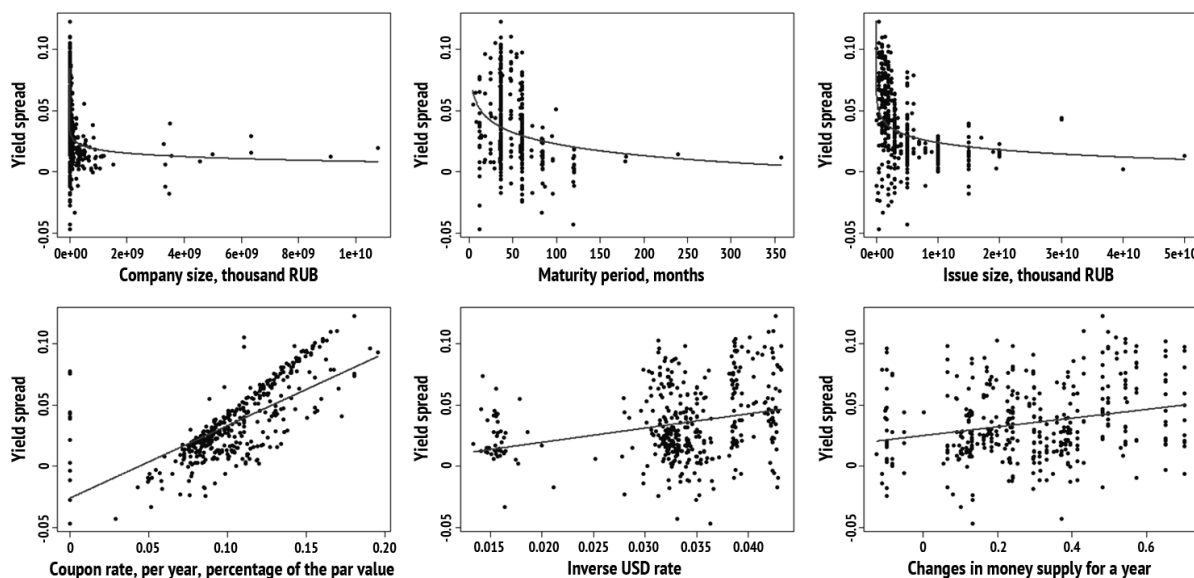 Yield spread
0.10
0.05
0
-0.05
0e+00 2e+09 4e+09 6e+09 8e+09 1e+10
Company size, thousand RUB
Yield spread
0.10
0.05
0
-0.05
0 50 100 150 200 250 300 350
Maturity period, months
Yield spread
0.10
0.05
0
-0.05
0e+00 1e+10 2e+10 3e+10 4e+10 5e+10
Issue size, thousand RUB
Yield spread
0.10
0.05
0
-0.05
0 0.05 0.10 0.15 0.20
Coupon rate, per year, percentage of the par value
Yield spread
0.10
0.05
0
-0.05
0.015 0.020 0.025 0.030 0.035 0.040
Inverse USD rate
Yield spread
0.10
0.05
0
-0.05
0 0.2 0.4 0.6
Changes in money supply for a year